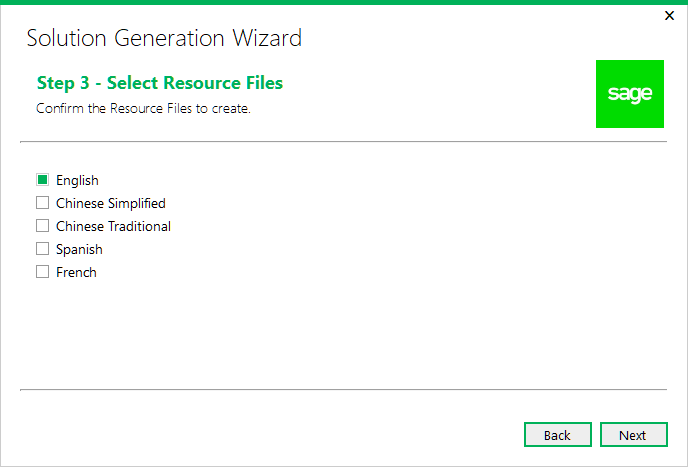 Solution Generation Wizard
Step 3 - Select Resource Files
Confirm the Resource Files to create.
sage
English
Chinese Simplified
Chinese Traditional
Spanish
French
Back
Next